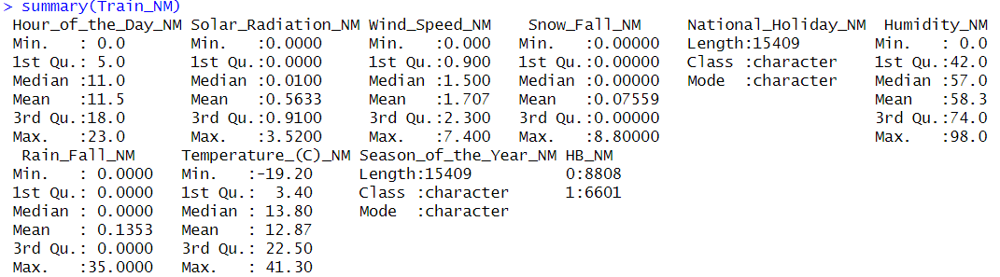 > summary(Train_NM)
 Hour_of_the_Day_NM Solar_Radiation_NM Wind_Speed_NM    Snow_Fall_NM     National_Holiday_NM  Humidity_NM
 Min.   : 0.0       Min.   :0.0000     Min.   :0.000   Min.   :0.00000   Length:15409        Min.   : 0.0
 1st Qu.: 5.0       1st Qu.:0.0000     1st Qu.:0.900   1st Qu.:0.00000   Class :character    1st Qu.:42.0
 Median :11.0       Median :0.0100     Median :1.500   Median :0.00000   Mode  :character    Median :57.0
 Mean   :11.5       Mean   :0.5633     Mean   :1.707   Mean   :0.07559                       Mean   :58.3
 3rd Qu.:18.0       3rd Qu.:0.9100     3rd Qu.:2.300   3rd Qu.:0.00000                       3rd Qu.:74.0
 Max.   :23.0       Max.   :3.5200     Max.   :7.400   Max.   :8.80000                       Max.   :98.0
  Rain_Fall_NM     Temperature_(C)_NM Season_of_the_Year_NM HB_NM
 Min.   : 0.0000   Min.   :-19.20     Length:15409          0:8808
 1st Qu.: 0.0000   1st Qu.:  3.40     Class :character      1:6601
 Median : 0.0000   Median : 13.80     Mode  :character
 Mean   : 0.1353   Mean   : 12.87
 3rd Qu.: 0.0000   3rd Qu.: 22.50
 Max.   :35.0000   Max.   : 41.30